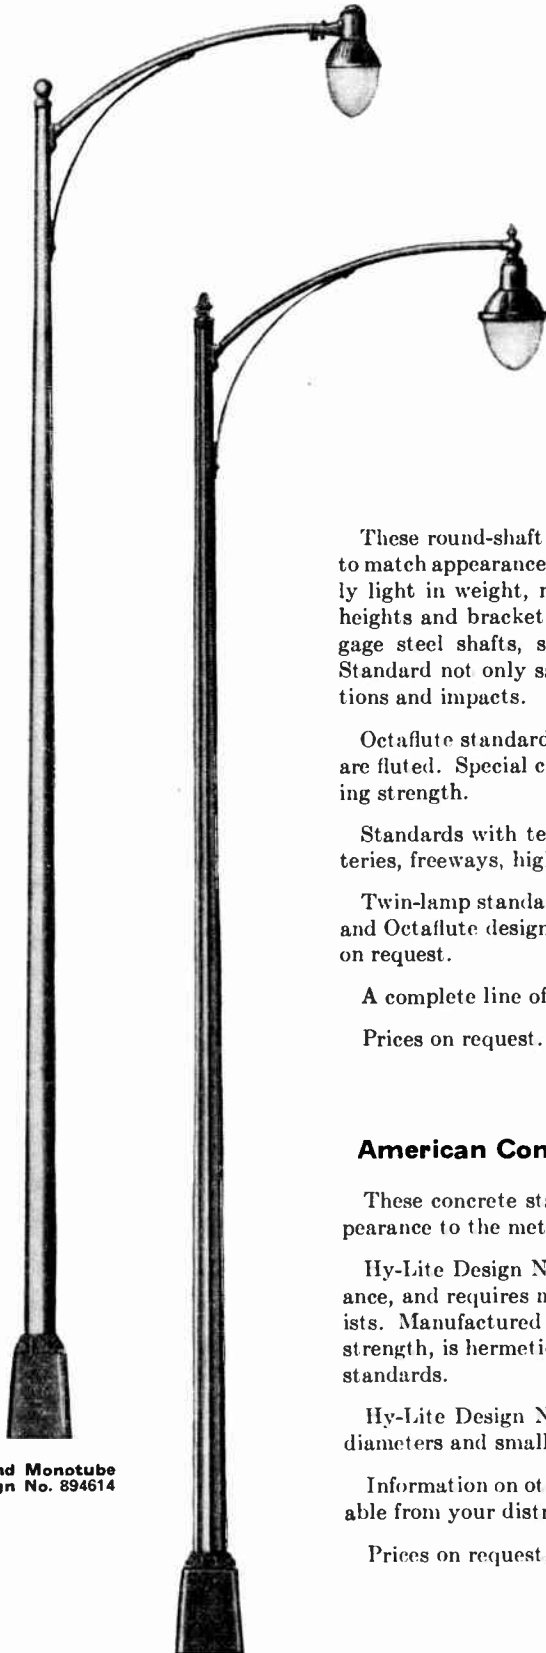 These round-shaft
to match appearance
ly light in weight, r
heights and bracket
gage steel shafts, s
Standard not only sa
tions and impacts.
Octaflute standard
are fluted. Special c
ing strength.
Standards with te
teries, freeways, hig
Twin-lamp standa
and Octaflute design
on request.
A complete line of
Prices on request.
American Con
These concrete sta
pearance to the met
Hy-Lite Design N
ance, and requires n
ists. Manufactured
strength, is hermeti
standards.
Hy-Lite Design N
diameters and small
Information on ot
able from your distr
Prices on request
nd Monotube
gn No. 894614